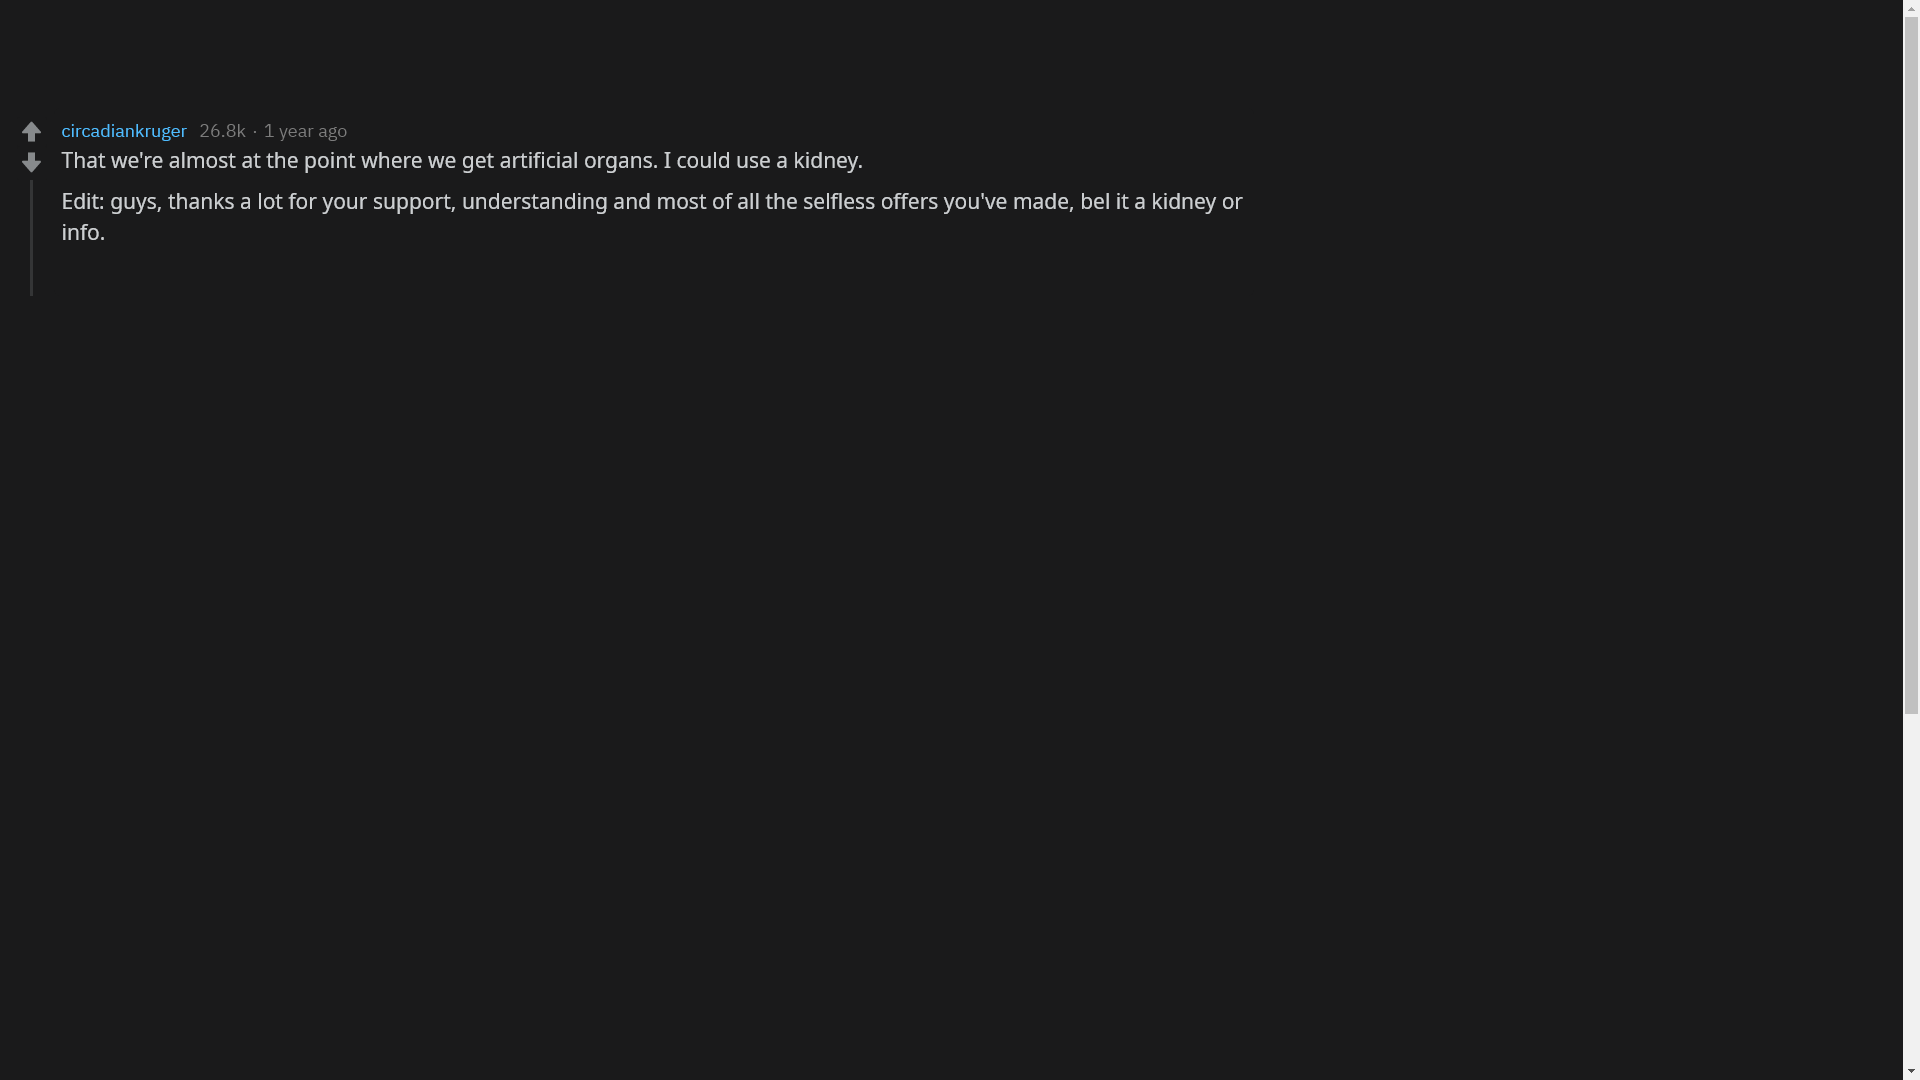 circadiankruger 26.8k · 1 year ago
That we're almost at the point where we get artificial organs. I could use a kidney.
Edit: guys, thanks a lot for your support, understanding and most of all the selfless offers you've made, bel it a kidney or
info.